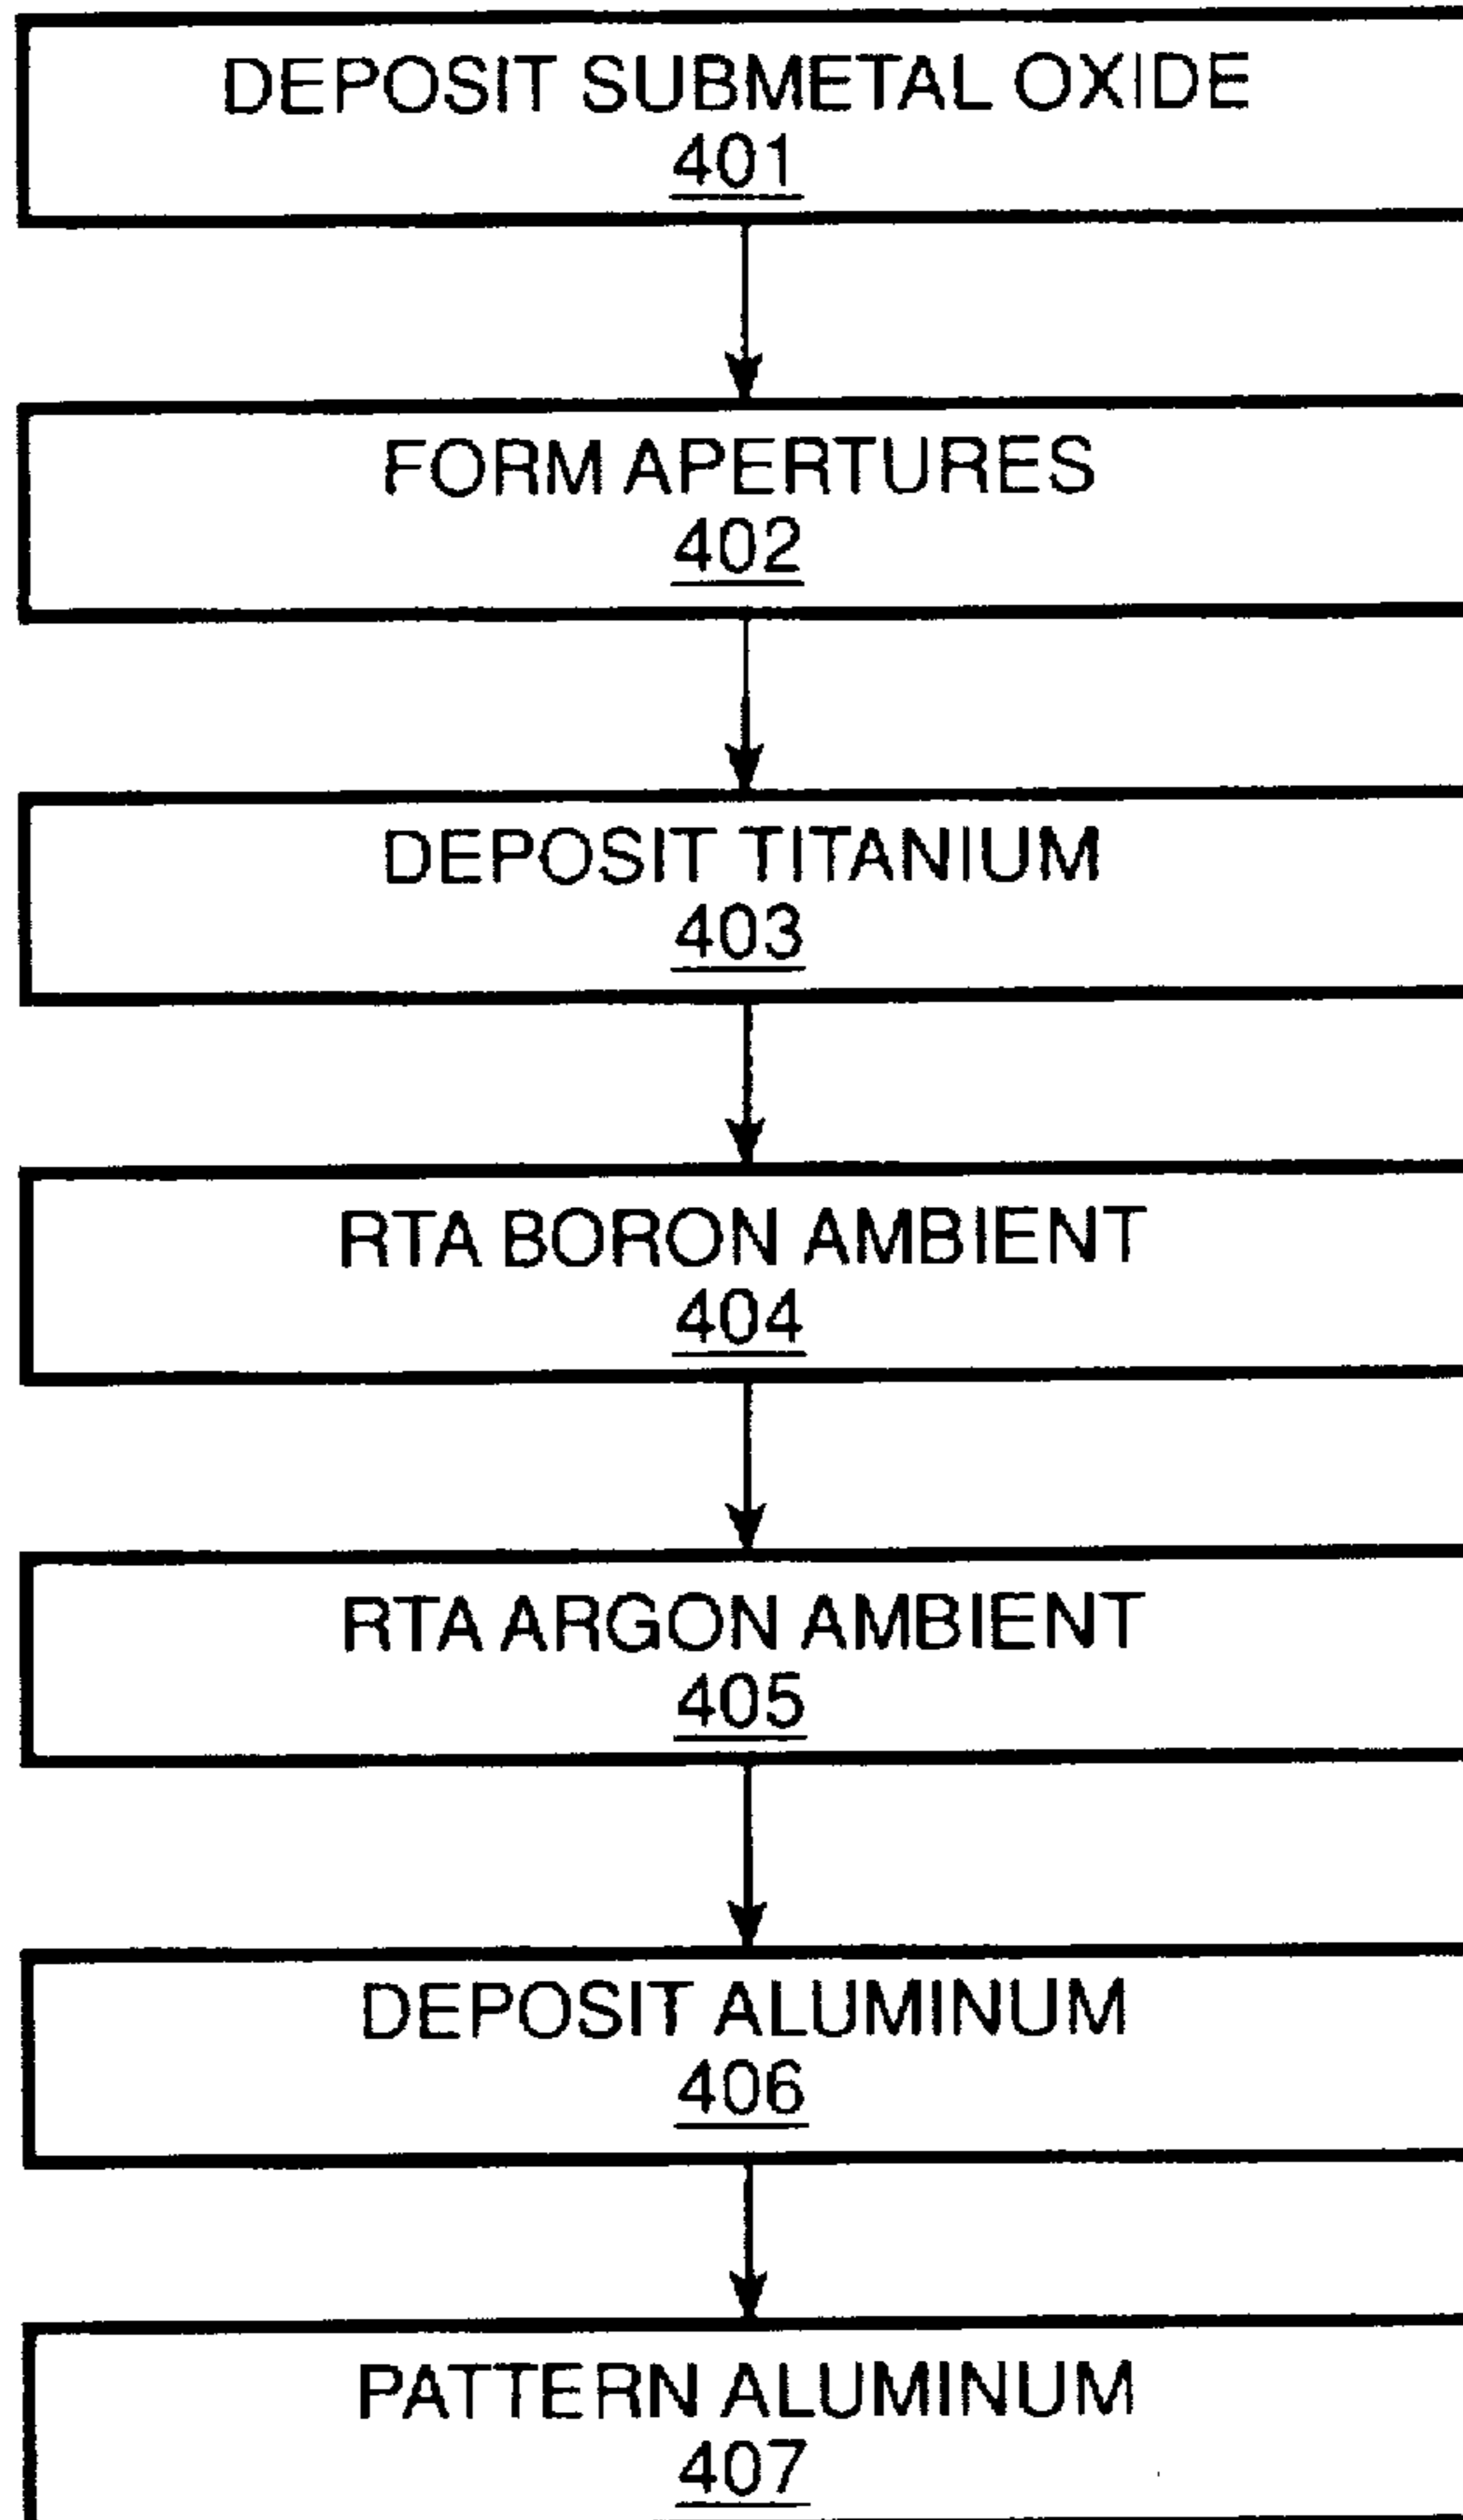 DEPOSIT SUBMETAL OXIDE
401
FORM APERTURES
402
DEPOSIT TITANIUM
403
RTA BORON AMBIENT
404
RTA ARGON AMBIENT
405
DEPOSIT ALUMINUM
406
PATTERN ALUMINUM
407